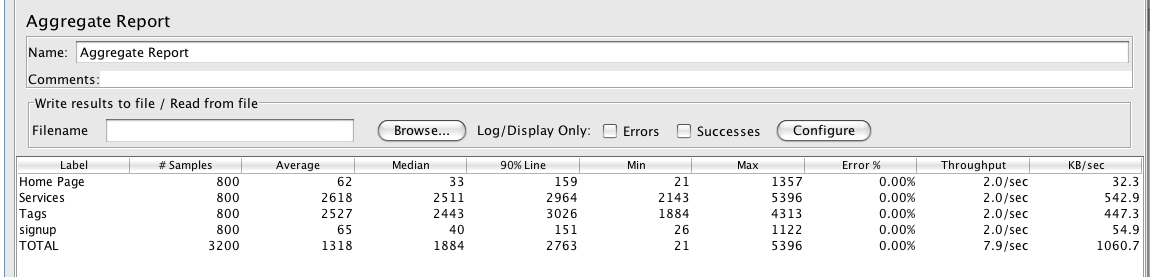 Aggregate Report
Name: Aggregate Report
Comments:
Write results to file / Read from file
Filename Browse... Log/Display Only: Errors Successes Configure
Label # Samples Average Median 90% Line Min Max Error % Throughput KB/sec
Home Page 800 62 33 159 21 1357 0.00% 2.0/sec 32.3
Services 800 2618 2511 2964 2143 5396 0.00% 2.0/sec 542.9
Tags 800 2527 2443 3026 1884 4313 0.00% 2.0/sec 447.3
signup 800 65 40 151 26 1122 0.00% 2.0/sec 54.9
TOTAL 3200 1318 1884 2763 21 5396 0.00% 7.9/sec 1060.7